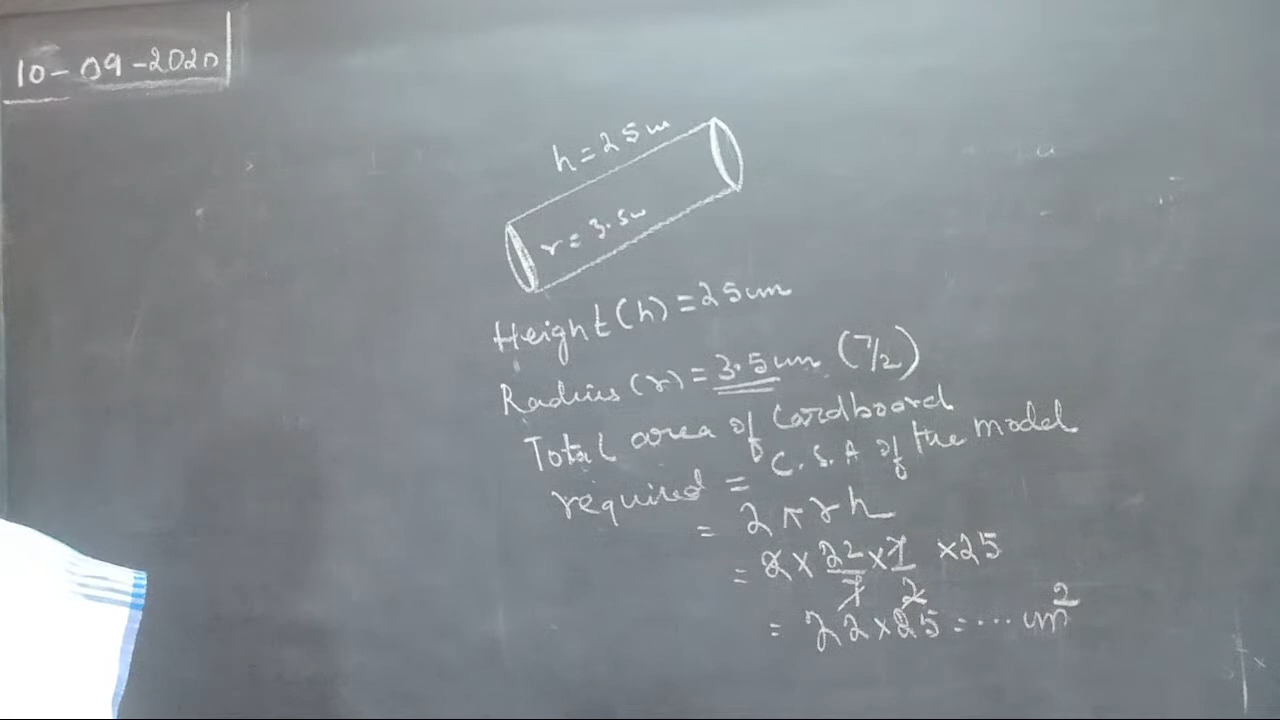 10-09-2020
h=25cm
r=3.5cm
Height(h)=25cm
Radius(r)=3.5cm (7/2)
Total area of Cardboard
required = C.S.A of the model
= 2πrh
= 2 × 22/7 × 7/2 × 25
= 22×25=...cm²